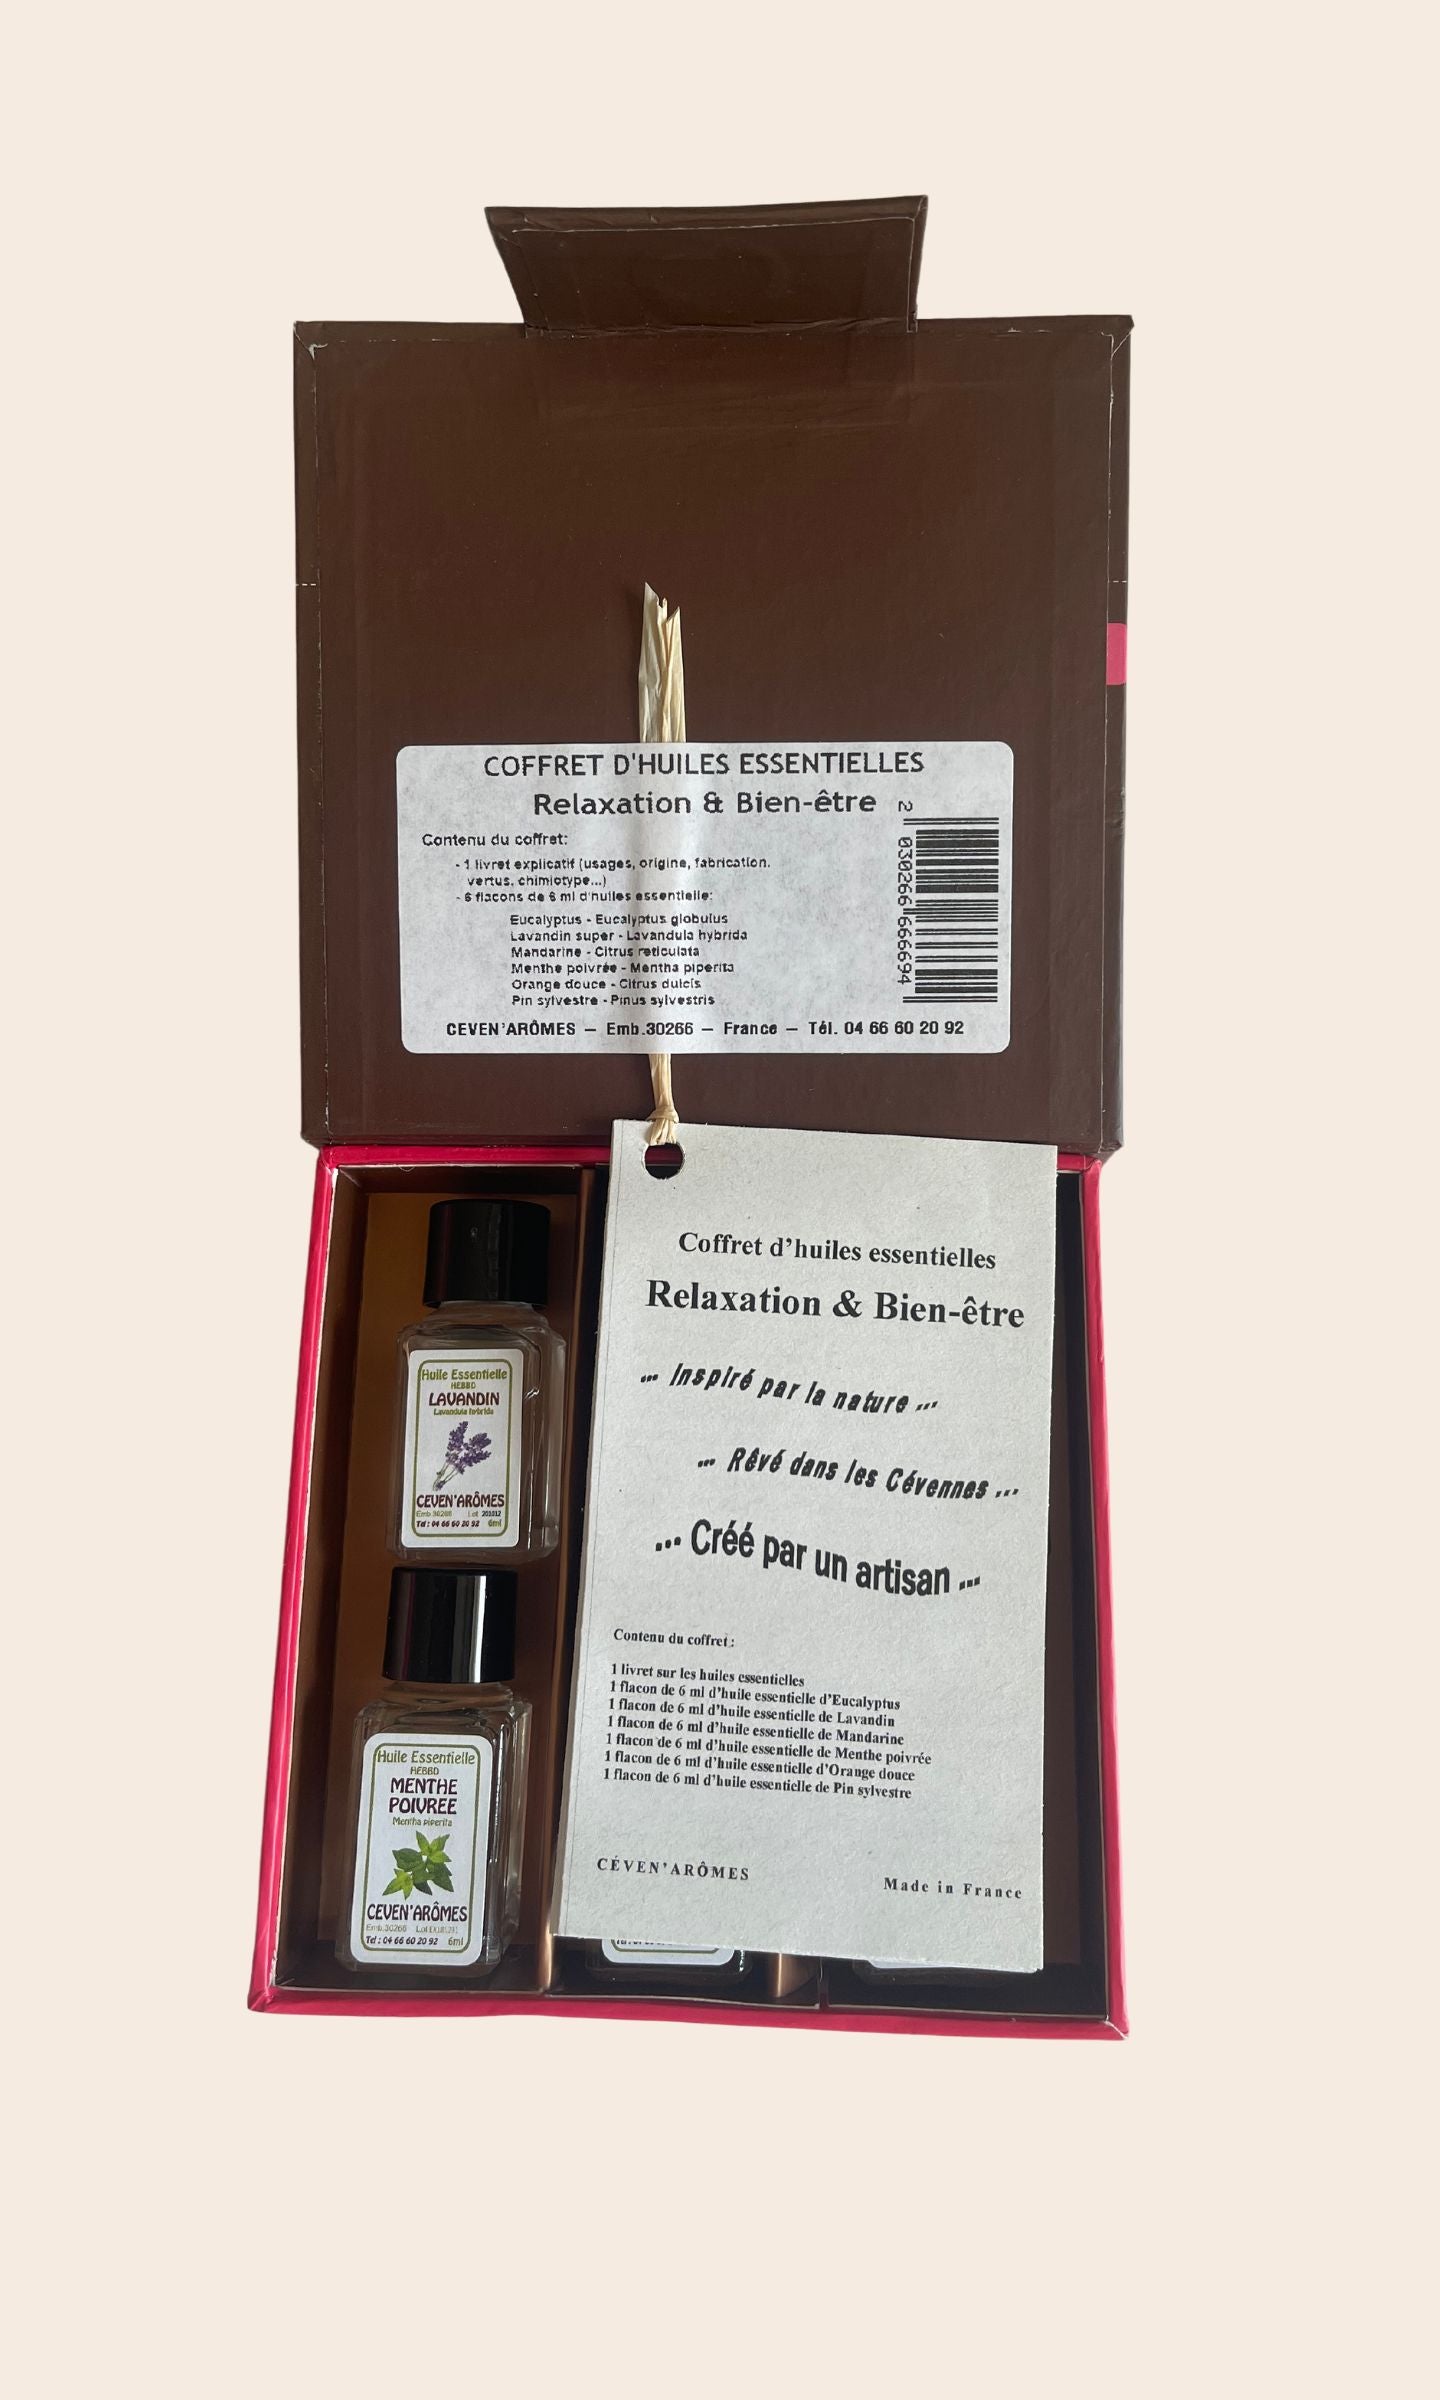 COFFRET D'HUILES ESSENTIELLES
Relaxation & Bien-être
Contenu du coffret:
- 1 livret explicatif (usages, origine, fabrication.
vertus, chimiotype...)
- 6 flacons de 6 ml d'huiles essentielle:
Eucalyptus - Eucalyptus globulus
Lavandin super - Lavandula hybrida
Mandarine - Citrus reticulata
Menthe poivrée - Mentha piperita
Orange douce - Citrus dulcis
Pin sylvestre - Pinus sylvestris
CEVEN'ARÔMES – Emb.30266 – France – Tél. 04 66 60 20 92
2 030266 666694
Coffret d'huiles essentielles
Relaxation & Bien-être
... Inspiré par la nature ...
... Rêvé dans les Cévennes ...
... Créé par un artisan ...
Contenu du coffret :
1 livret sur les huiles essentielles
1 flacon de 6 ml d'huile essentielle d'Eucalyptus
1 flacon de 6 ml d'huile essentielle de Lavandin
1 flacon de 6 ml d'huile essentielle de Mandarine
1 flacon de 6 ml d'huile essentielle de Menthe poivrée
1 flacon de 6 ml d'huile essentielle d'Orange douce
1 flacon de 6 ml d'huile essentielle de Pin sylvestre
CÉVEN'ARÔMES
Made in France
Huile Essentielle
HEBBD
LAVANDIN
Lavandula hybrida
CEVEN'ARÔMES
Emb.30266 Lot 201012
Tel : 04 66 60 20 92 6ml
Huile Essentielle
HEBBD
MENTHE
POIVREE
Mentha piperita
CEVEN'ARÔMES
Emb.30266 Lot
Tel : 04 66 60 20 92 6ml